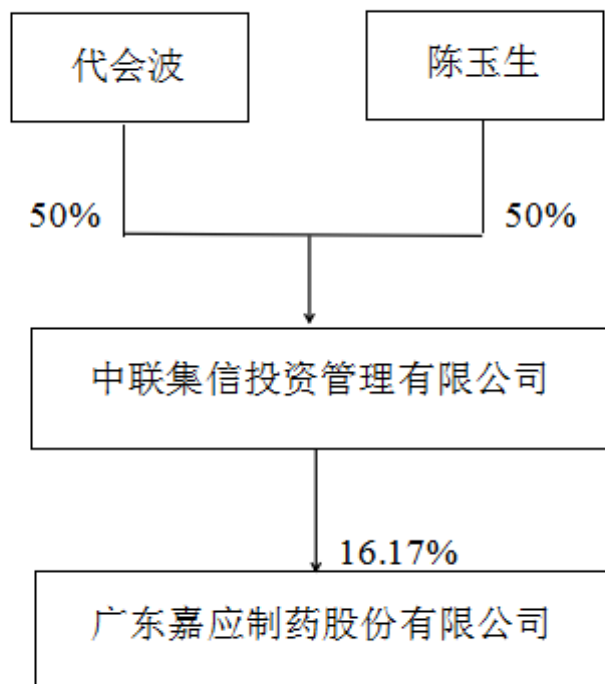 代会波
陈玉生
50%
50%
中联集信投资管理有限公司
16.17%
广东嘉应制药股份有限公司